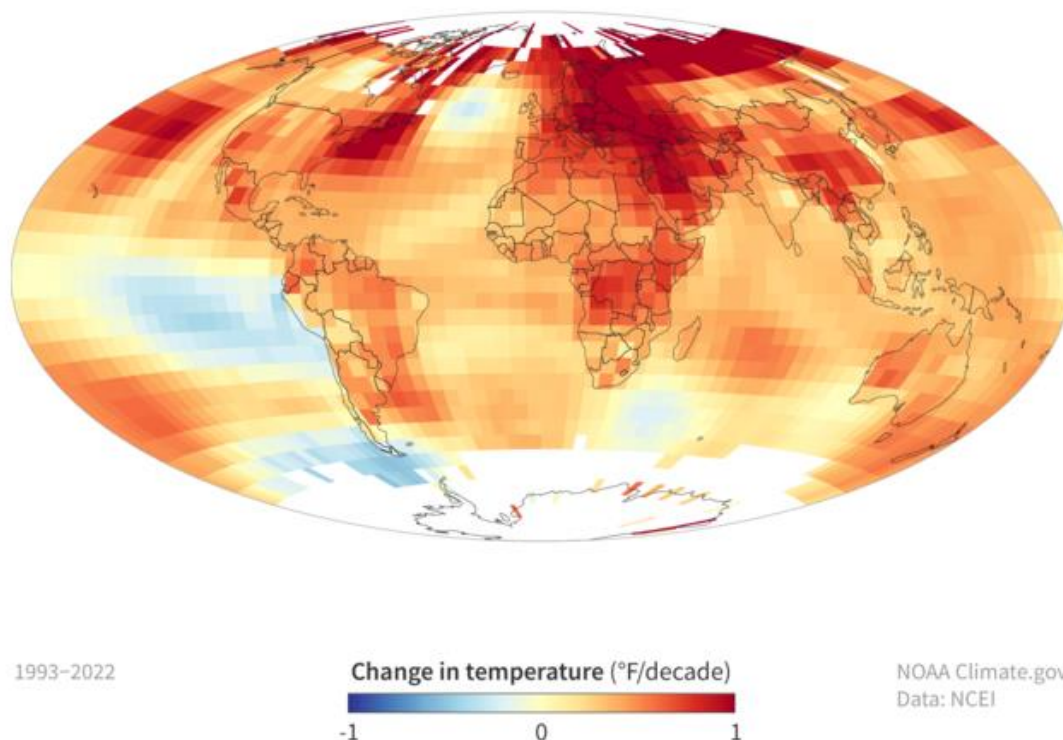 1993–2022
Change in temperature (°F/decade)
-1 0 1
NOAA Climate.gov
Data: NCEI